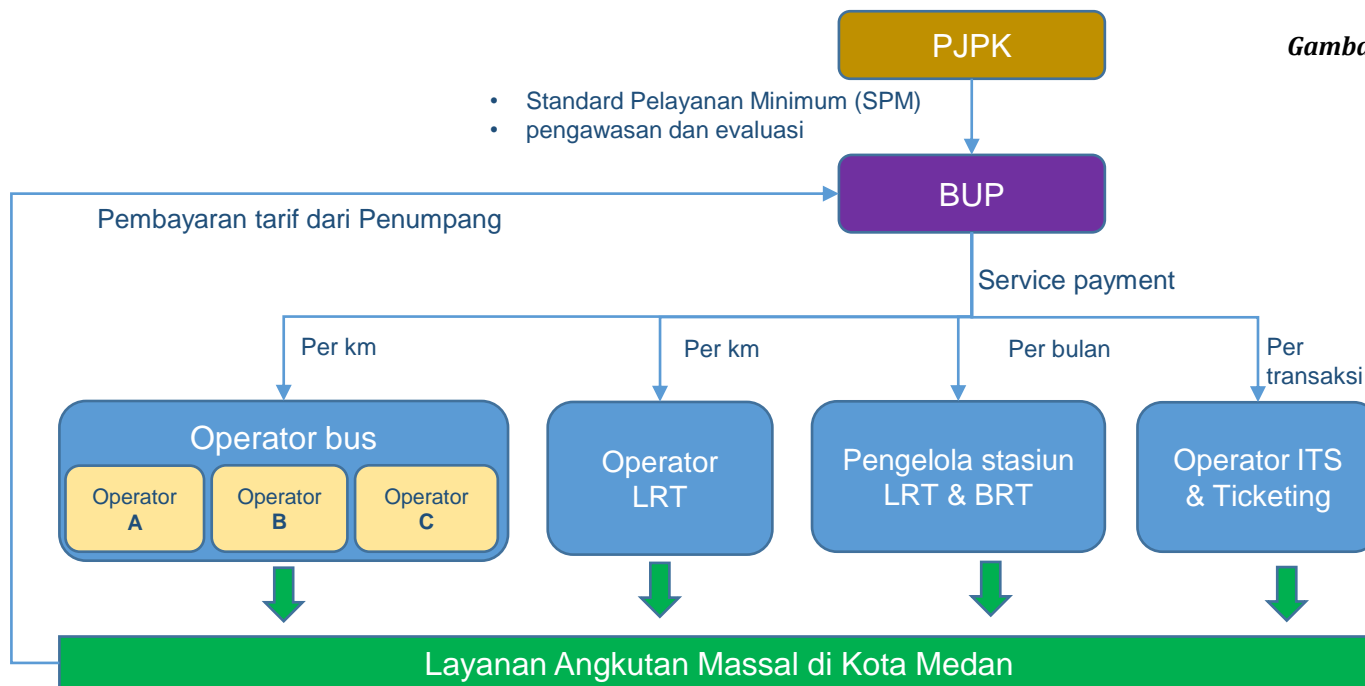 PJPK
Gamba
• Standard Pelayanan Minimum (SPM)
• pengawasan dan evaluasi
BUP
Pembayaran tarif dari Penumpang
Service payment
Per km
Per km
Per bulan
Per
transaksi
Operator bus
Operator
A
Operator
B
Operator
C
Operator
LRT
Pengelola stasiun
LRT & BRT
Operator ITS
& Ticketing
Layanan Angkutan Massal di Kota Medan